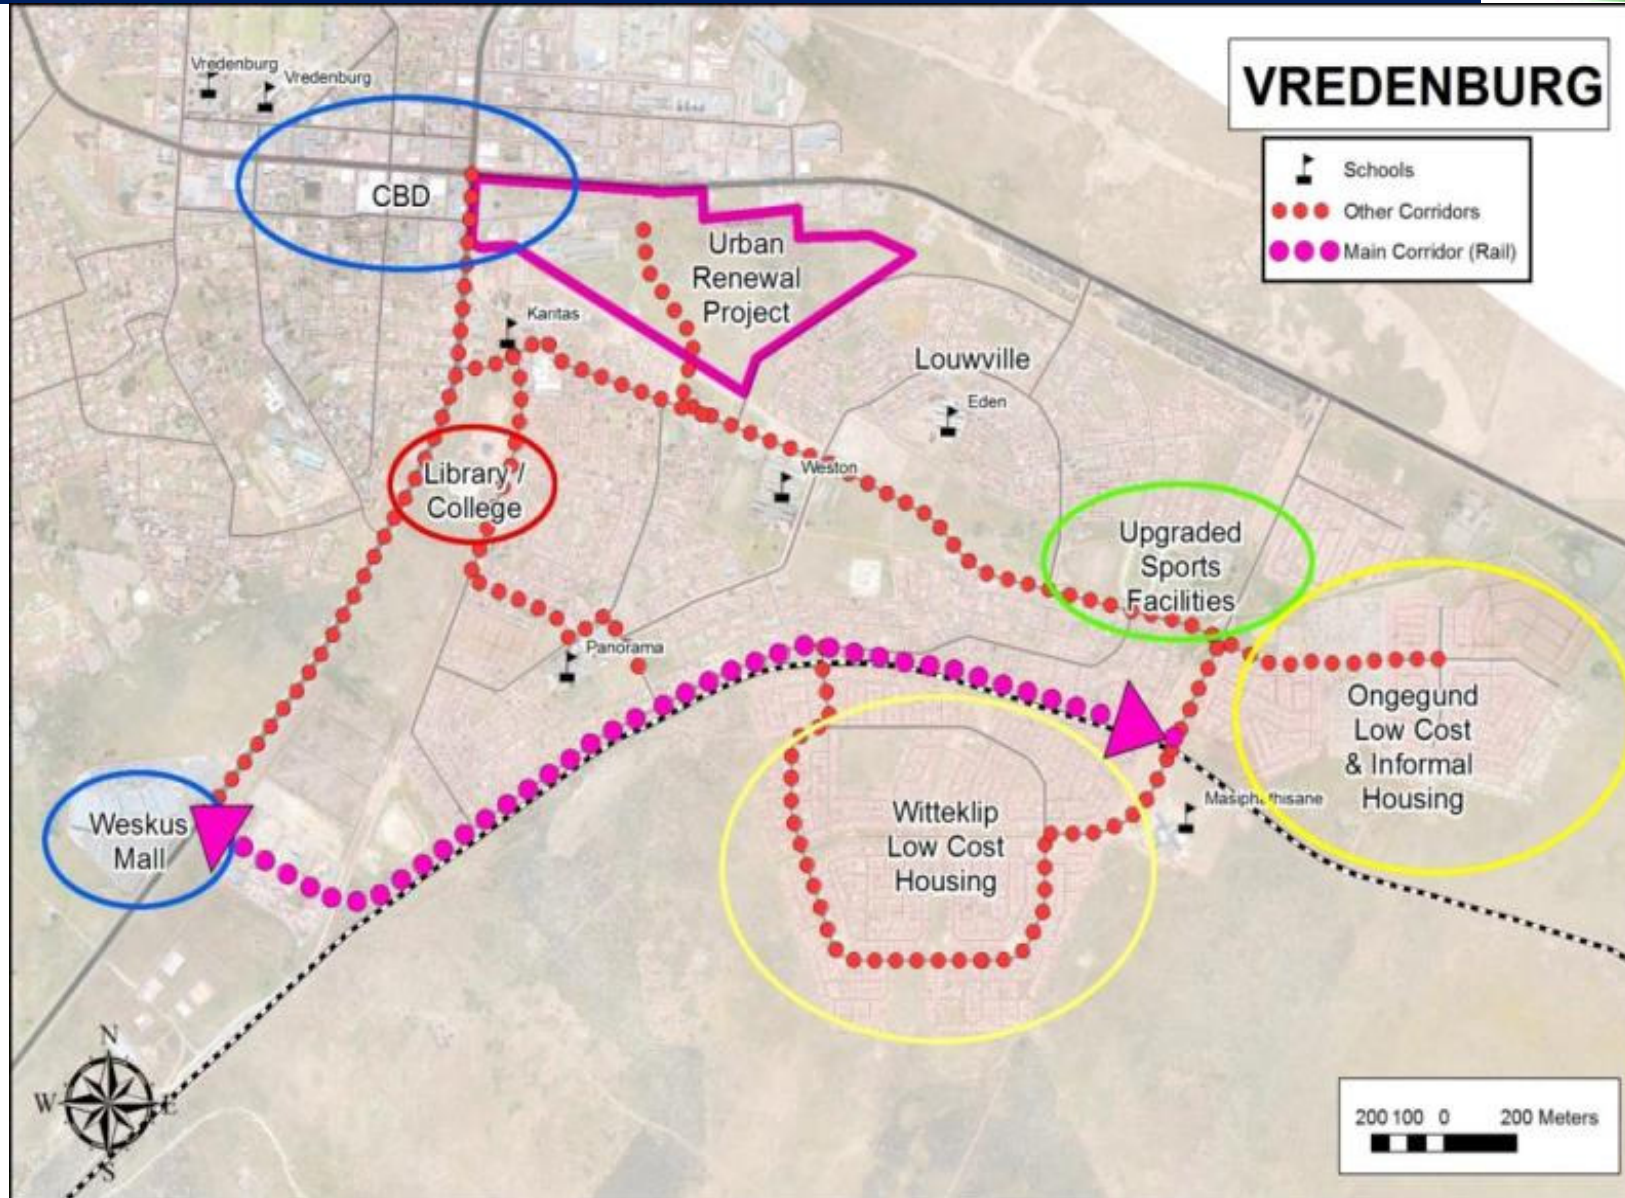 VREDENBURG
Schools
Other Corridors
Main Corridor (Rail)
Vredenburg
Vredenburg
CBD
Urban
Renewal
Project
Karitas
Louwville
Eden
Library /
College
Weston
Upgraded
Sports
Facilities
Panorama
Ongegund
Low Cost
& Informal
Housing
Weskus
Mall
Witteklip
Low Cost
Housing
Masiphathisane
N
W E
S
200 100 0 200 Meters